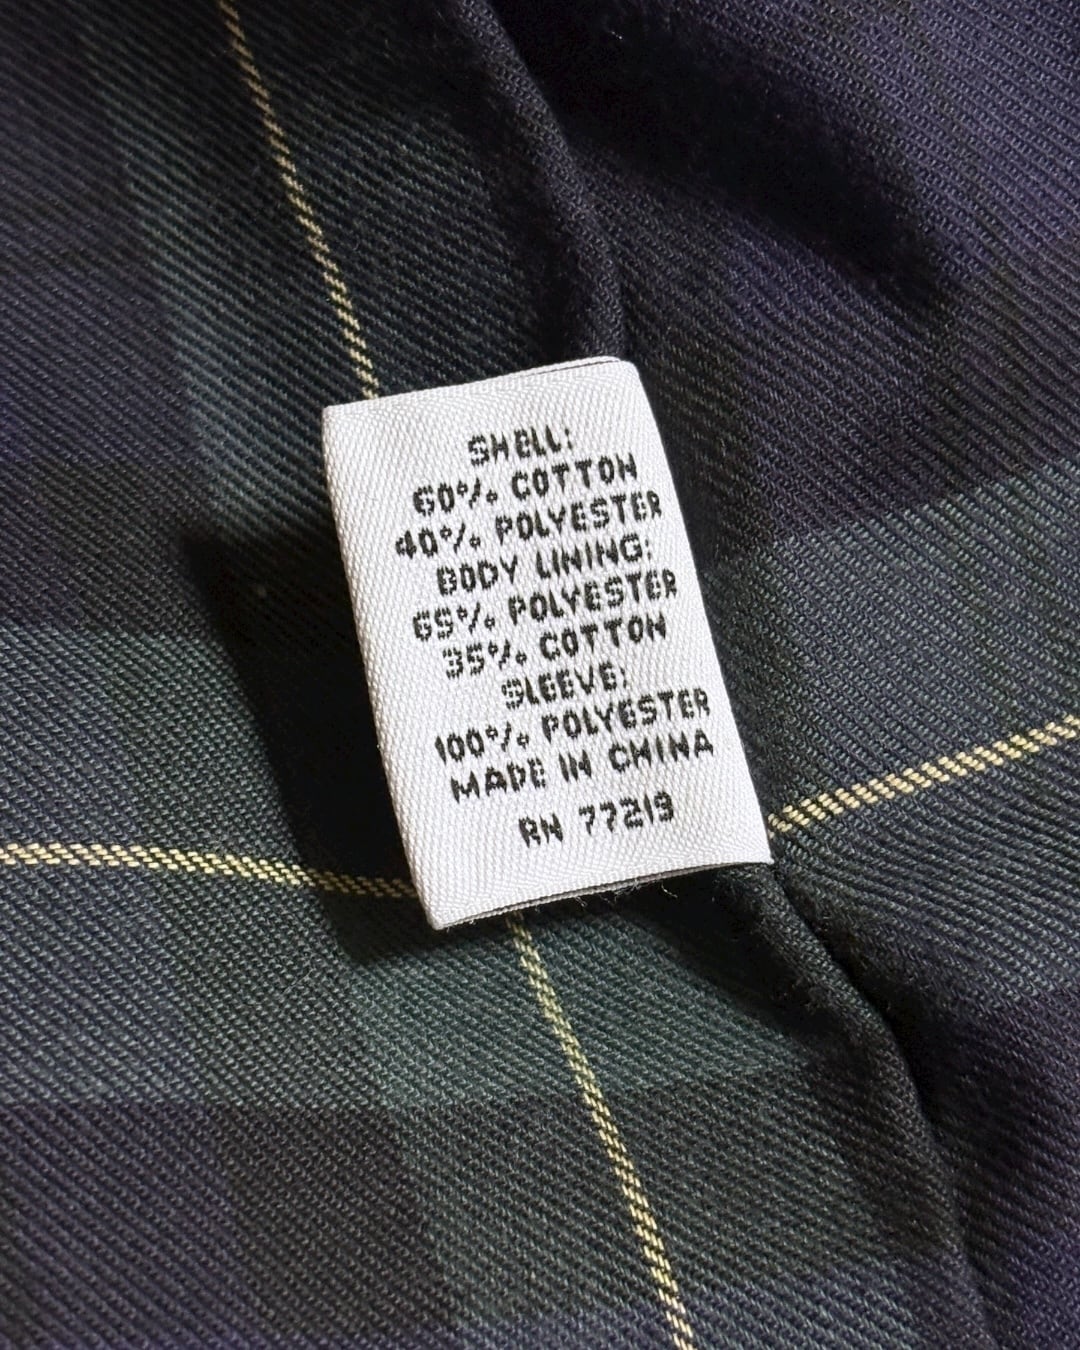 SHELL:
60% COTTON
40% POLYESTER
BODY LINING:
65% POLYESTER
35% COTTON
SLEEVE:
100% POLYESTER
MADE IN CHINA
RN 77219